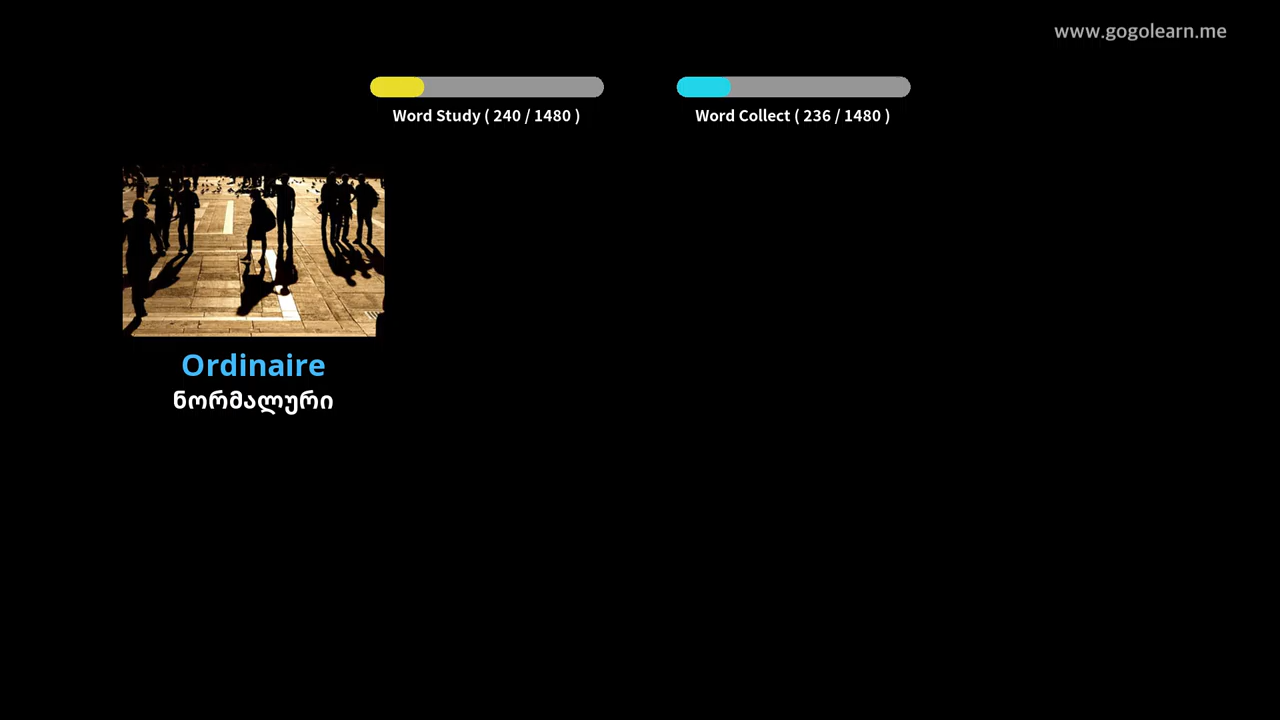 www.gogolearn.me
Word Study ( 240 / 1480 )
Word Collect ( 236 / 1480 )
Ordinaire
ნორმალური